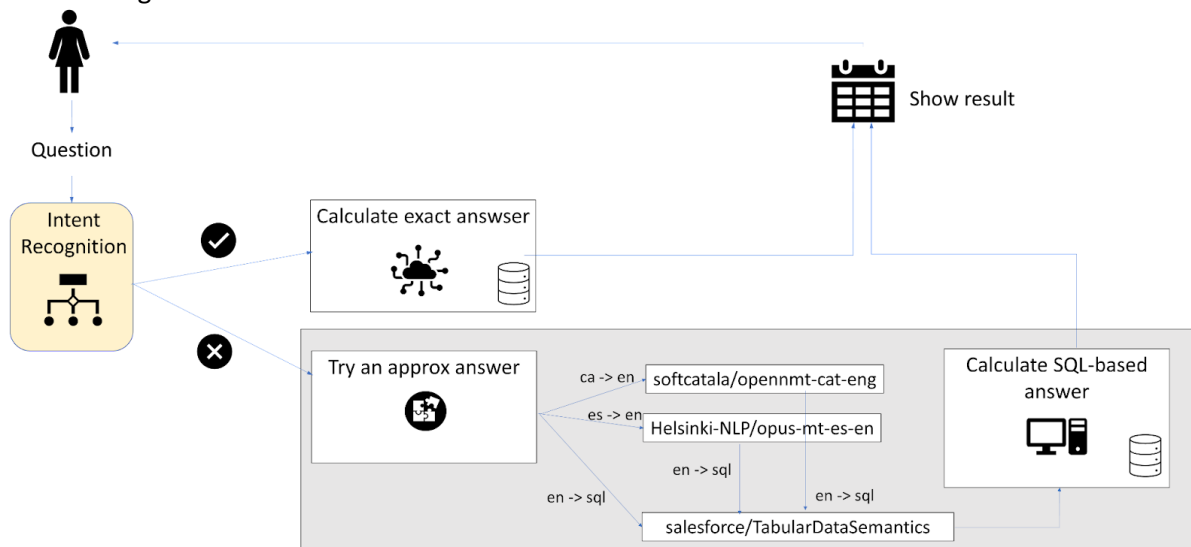 Show result
Question
Intent
Recognition
Calculate exact answser
Try an approx answer
ca -> en
softcatala/opennmt-cat-eng
es -> en
Helsinki-NLP/opus-mt-es-en
en -> sql
en -> sql
en -> sql
salesforce/TabularDataSemantics
Calculate SQL-based
answer